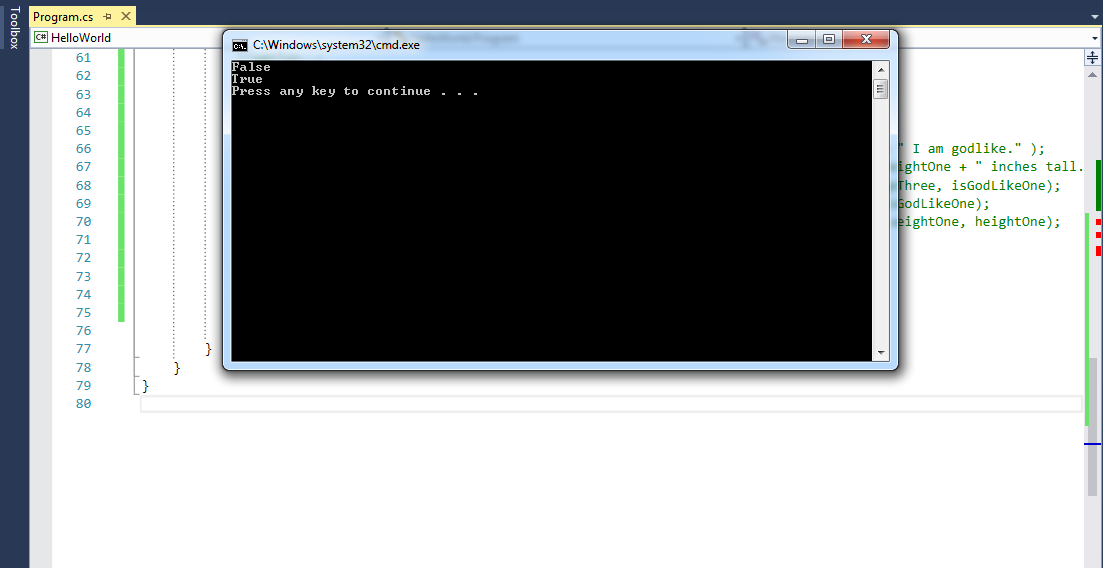 Toolbox
Program.cs
C# HelloWorld
C:\Windows\system32\cmd.exe
False
True
Press any key to continue . . .
61
62
63
64
65
66 " I am godlike." );
67 ightOne + " inches tall.
68 Three, isGodLikeOne);
69 GodLikeOne);
70 eightOne, heightOne);
71
72
73
74
75
76
77 }
78 }
79 }
80